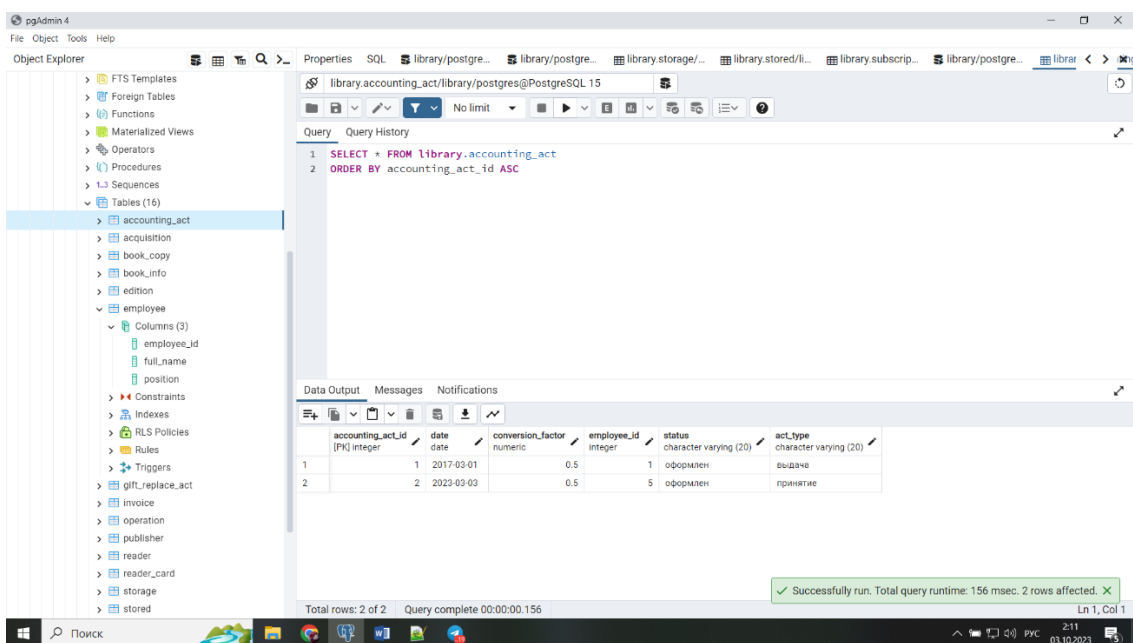 pgAdmin 4
File Object Tools Help
Object Explorer
Properties SQL library/postgre... library/postgre... library.storage/... library.stored/li... library.subscrip... library/postgre... librar
FTS Templates
Foreign Tables
Functions
Materialized Views
Operators
Procedures
1..3 Sequences
Tables (16)
accounting_act
acquisition
book_copy
book_info
edition
employee
Columns (3)
employee_id
full_name
position
Constraints
Indexes
RLS Policies
Rules
Triggers
gift_replace_act
invoice
operation
publisher
reader
reader_card
storage
stored
library.accounting_act/library/postgres@PostgreSQL 15
No limit
Query Query History
1 SELECT * FROM library.accounting_act
2 ORDER BY accounting_act_id ASC
Data Output Messages Notifications
accounting_act_id date conversion_factor employee_id status act_type
[PK] integer date numeric integer character varying (20) character varying (20)
1 1 2017-03-01 0.5 1 оформлен выдача
2 2 2023-03-03 0.5 5 оформлен принятие
Successfully run. Total query runtime: 156 msec. 2 rows affected.
Total rows: 2 of 2 Query complete 00:00:00.156 Ln 1, Col 1
Поиск
РУС
2:11
03.10.2023